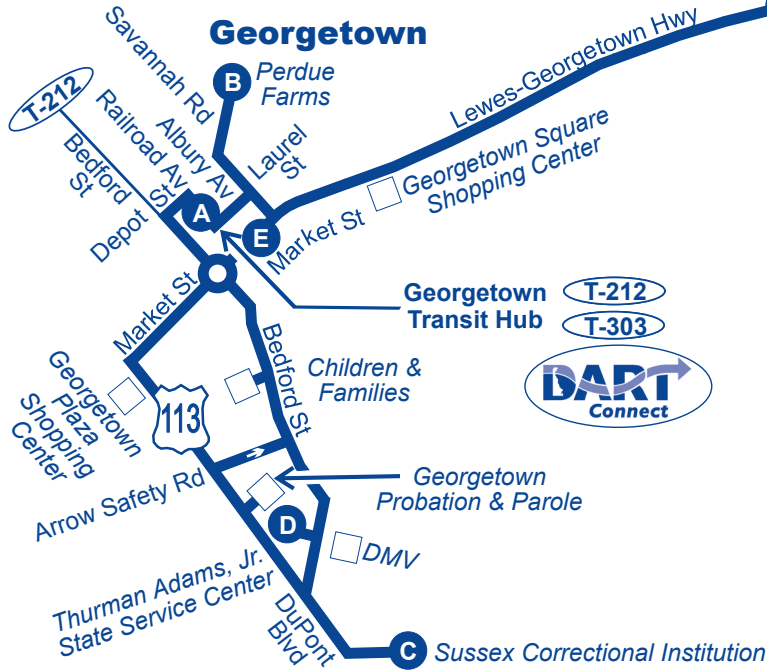 Georgetown
Savannah Rd
T-212
B
Perdue
Farms
Lewes-Georgetown Hwy
Railroad Av
Albury Av
Laurel
St
Bedford
St
Depot
St
A
E
Market St
Georgetown Square
Shopping Center
Georgetown
Transit Hub
T-212
T-303
DART
Connect
Market St
Bedford St
Children &
Families
Georgetown
Plaza
Shopping
Center
113
Arrow Safety Rd
Georgetown
Probation & Parole
D
DMV
Thurman Adams, Jr.
State Service Center
DuPont
Blvd
C
Sussex Correctional Institution